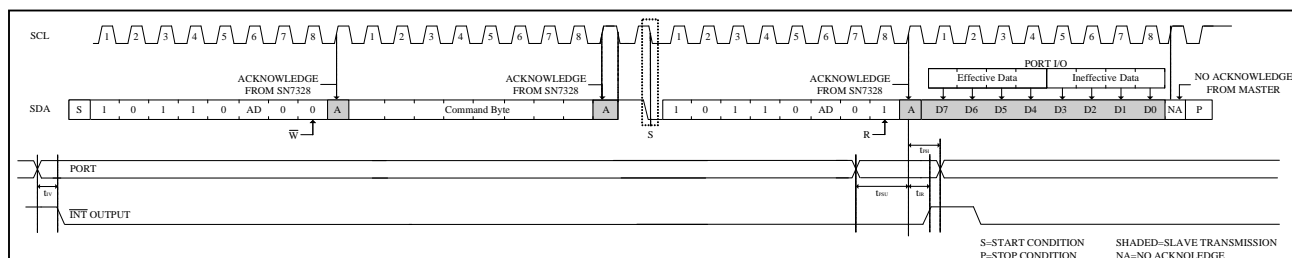 SCL 1 2 3 4 5 6 7 8 1 2 3 4 5 6 7 8 1 2 3 4 5 6 7 8 1 2 3 4 5 6 7 8
PORT I/O
ACKNOWLEDGE
FROM SN7328
ACKNOWLEDGE
FROM SN7328
ACKNOWLEDGE
FROM SN7328
Effective Data Ineffective Data
NO ACKNOWLEDGE
FROM MASTER
SDA S 1 0 1 1 0 AD 0 0 A Command Byte A 1 0 1 1 0 AD 0 1 A D7 D6 D5 D4 D3 D2 D1 D0 NA P
W S R
tPH
PORT
tIV tPSU tIR
INT OUTPUT
S=START CONDITION SHADED=SLAVE TRANSMISSION
P=STOP CONDITION NA=NO ACKNOLEDGE